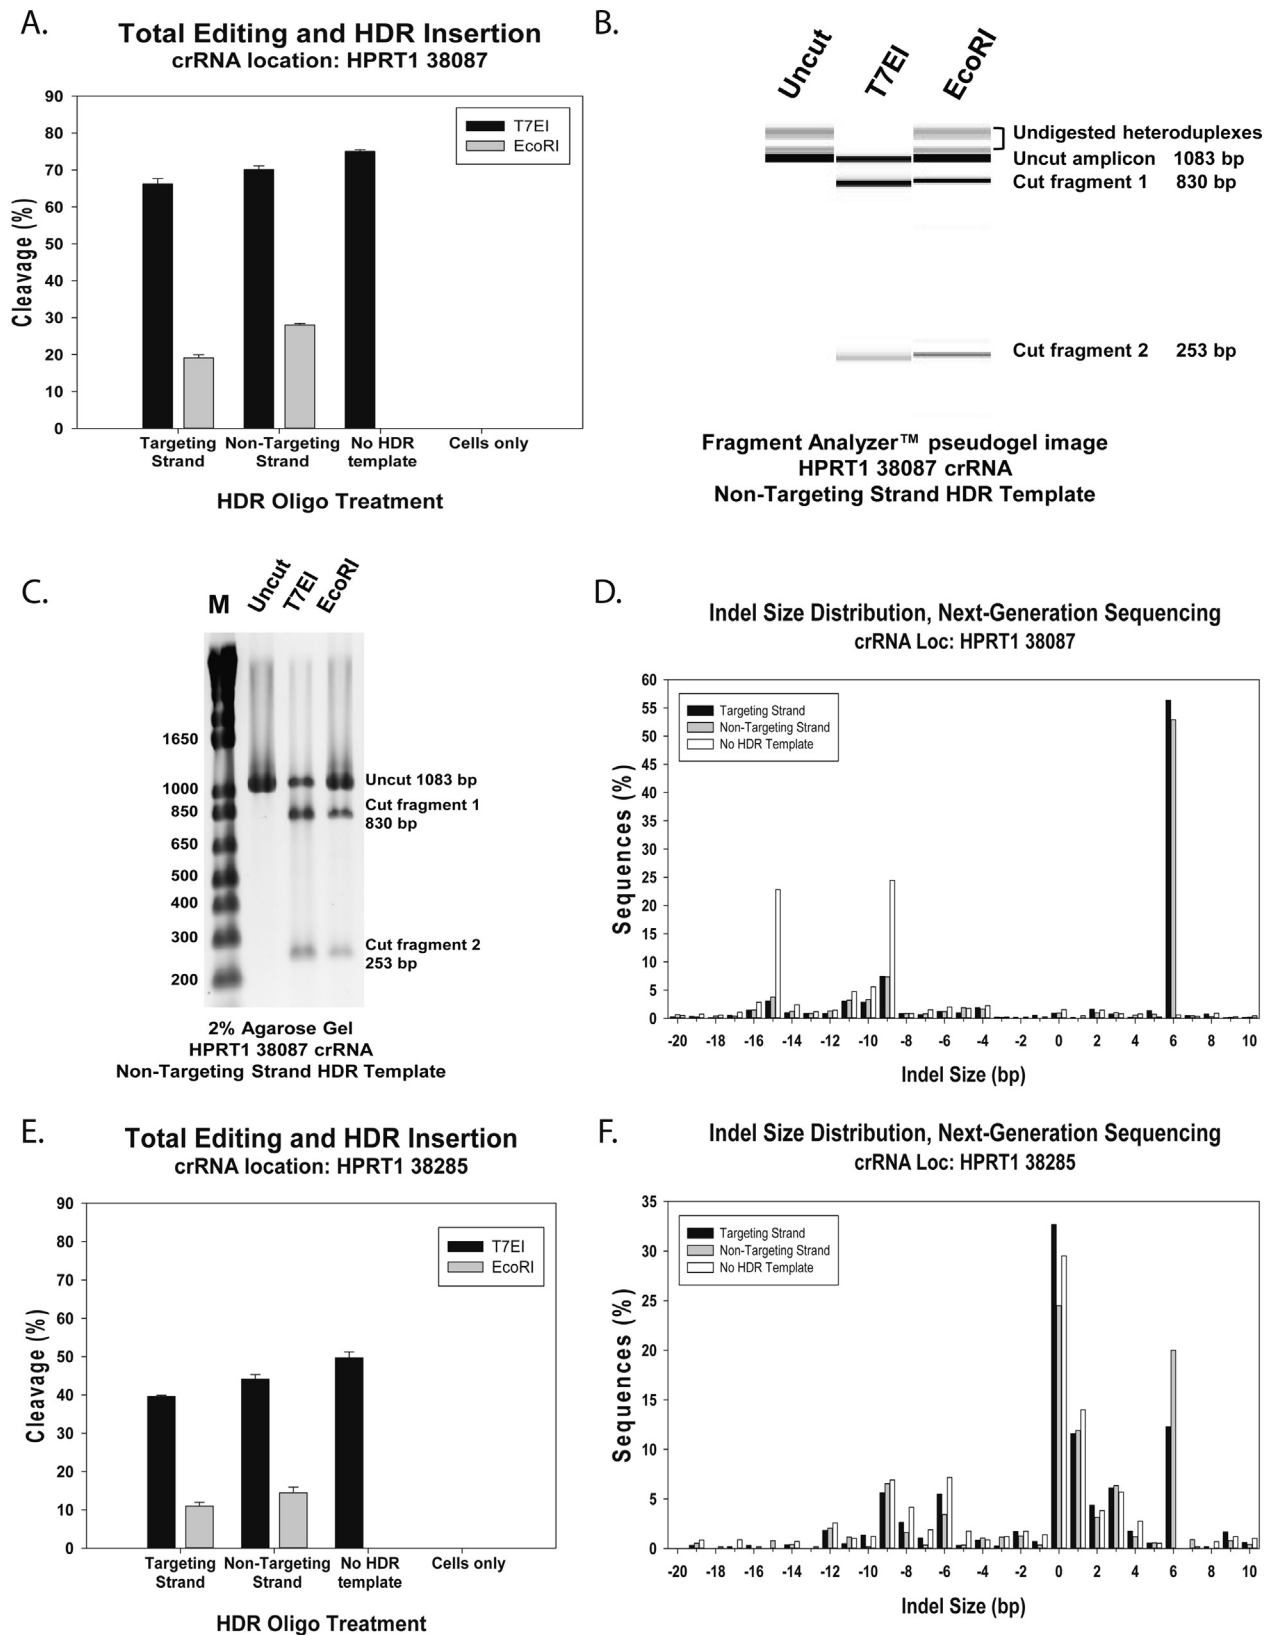 A.
Total Editing and HDR Insertion
crRNA location: HPRT1 38087
90
80
70
60
50
40
30
20
10
0
Cleavage (%)
T7EI
EcoRI
Targeting Strand
Non-Targeting Strand
No HDR template
Cells only
HDR Oligo Treatment
B.
Uncut
T7EI
EcoRI
Undigested heteroduplexes
Uncut amplicon 1083 bp
Cut fragment 1 830 bp
Cut fragment 2 253 bp
Fragment Analyzer™ pseudogel image
HPRT1 38087 crRNA
Non-Targeting Strand HDR Template
C.
M
Uncut
T7EI
EcoRI
1650
1000
850
650
500
400
300
200
Uncut 1083 bp
Cut fragment 1
830 bp
Cut fragment 2
253 bp
2% Agarose Gel
HPRT1 38087 crRNA
Non-Targeting Strand HDR Template
D.
Indel Size Distribution, Next-Generation Sequencing
crRNA Loc: HPRT1 38087
60
55
50
45
40
35
30
25
20
15
10
5
0
Sequences (%)
Targeting Strand
Non-Targeting Strand
No HDR Template
-20 -18 -16 -14 -12 -10 -8 -6 -4 -2 0 2 4 6 8 10
Indel Size (bp)
E.
Total Editing and HDR Insertion
crRNA location: HPRT1 38285
90
80
70
60
50
40
30
20
10
0
Cleavage (%)
T7EI
EcoRI
Targeting Strand
Non-Targeting Strand
No HDR template
Cells only
HDR Oligo Treatment
F.
Indel Size Distribution, Next-Generation Sequencing
crRNA Loc: HPRT1 38285
35
30
25
20
15
10
5
0
Sequences (%)
Targeting Strand
Non-Targeting Strand
No HDR Template
-20 -18 -16 -14 -12 -10 -8 -6 -4 -2 0 2 4 6 8 10
Indel Size (bp)